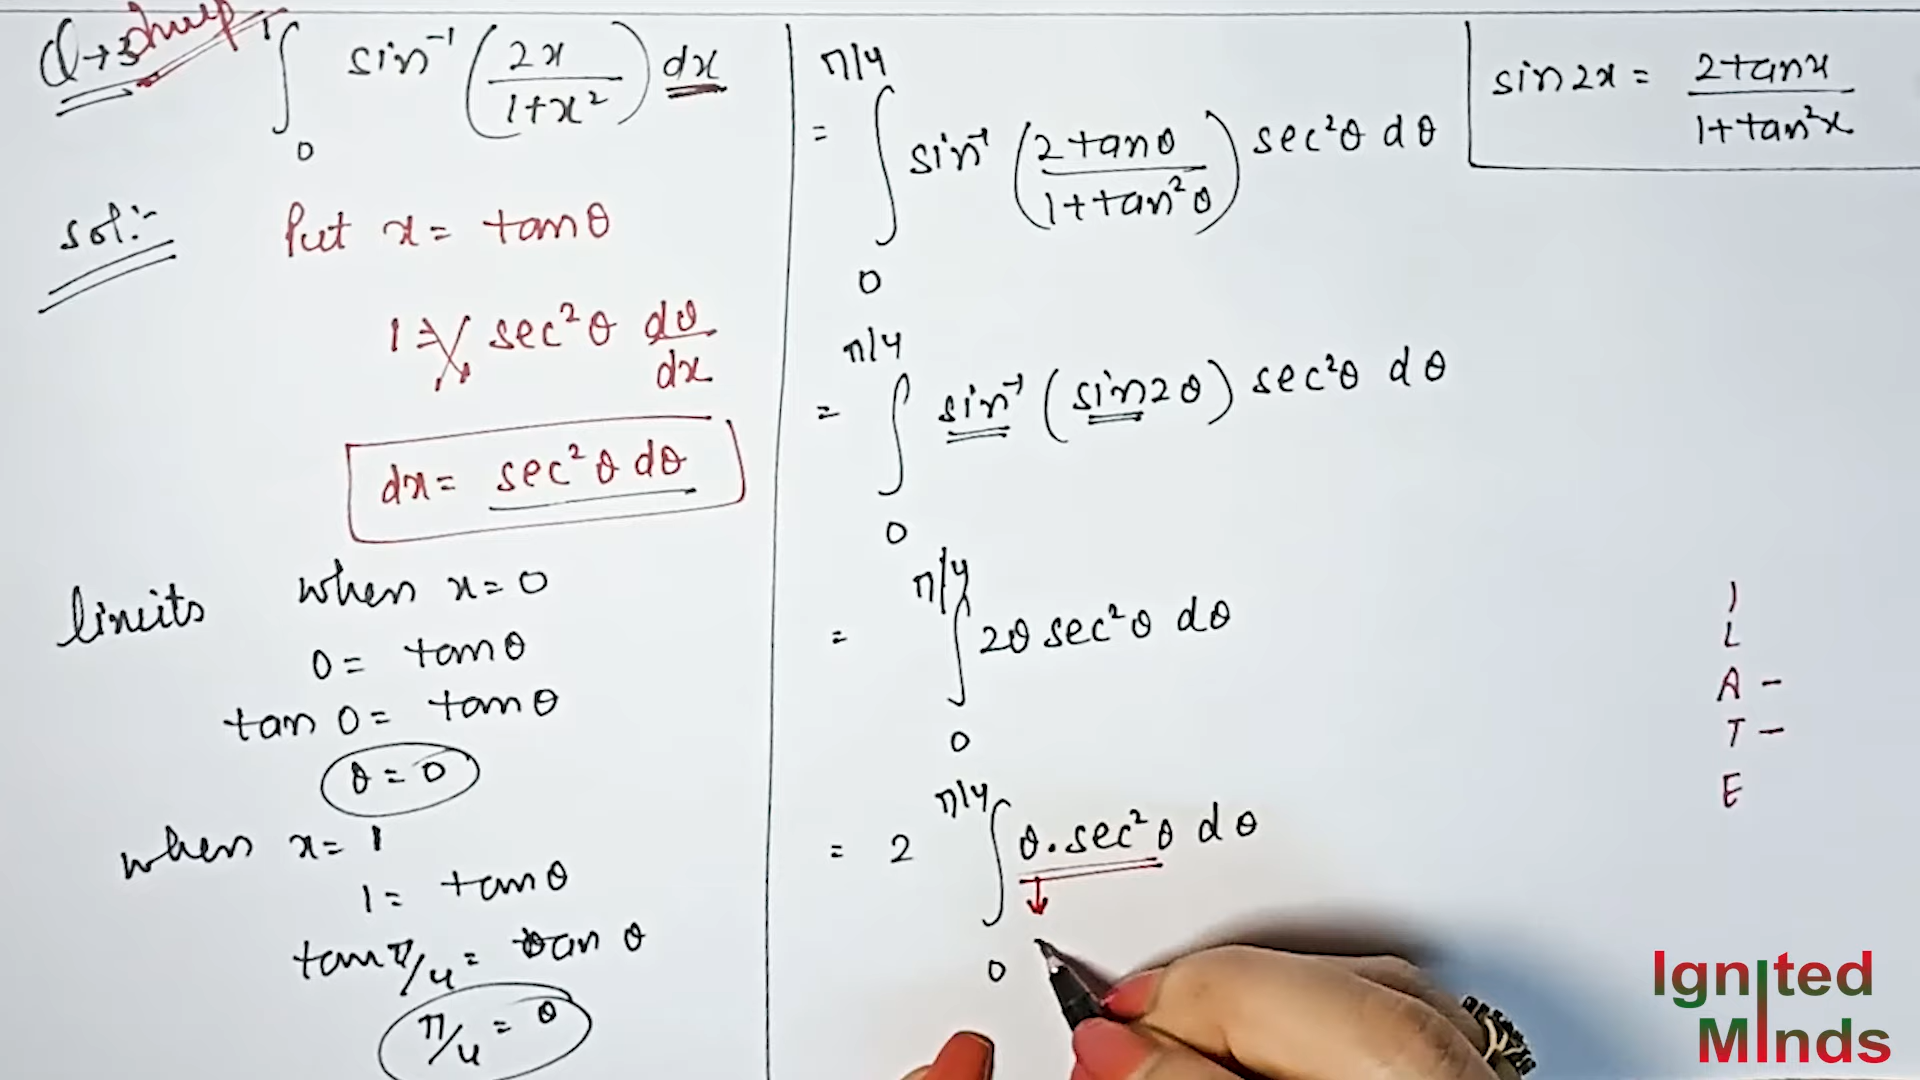 Q→3
∫₀¹ sin⁻¹ (2x / 1+x²) dx
sol:-
Put x = tanθ
1 = sec²θ dθ/dx
dx = sec²θ dθ
limits when x=0
0 = tanθ
tan 0 = tanθ
θ = 0
when x= 1
1 = tanθ
tan π/4 = tan θ
π/4 = θ
= ∫₀^π/4 sin⁻¹ (2tanθ / 1+tan²θ) sec²θ dθ
= ∫₀^π/4 sin⁻¹ (sin2θ) sec²θ dθ
= ∫₀^π/4 2θ sec²θ dθ
= 2 ∫₀^π/4 θ.sec²θ dθ
sin2x = 2tanx / 1+tan²x
I
L
A -
T -
E
Ignited
Minds